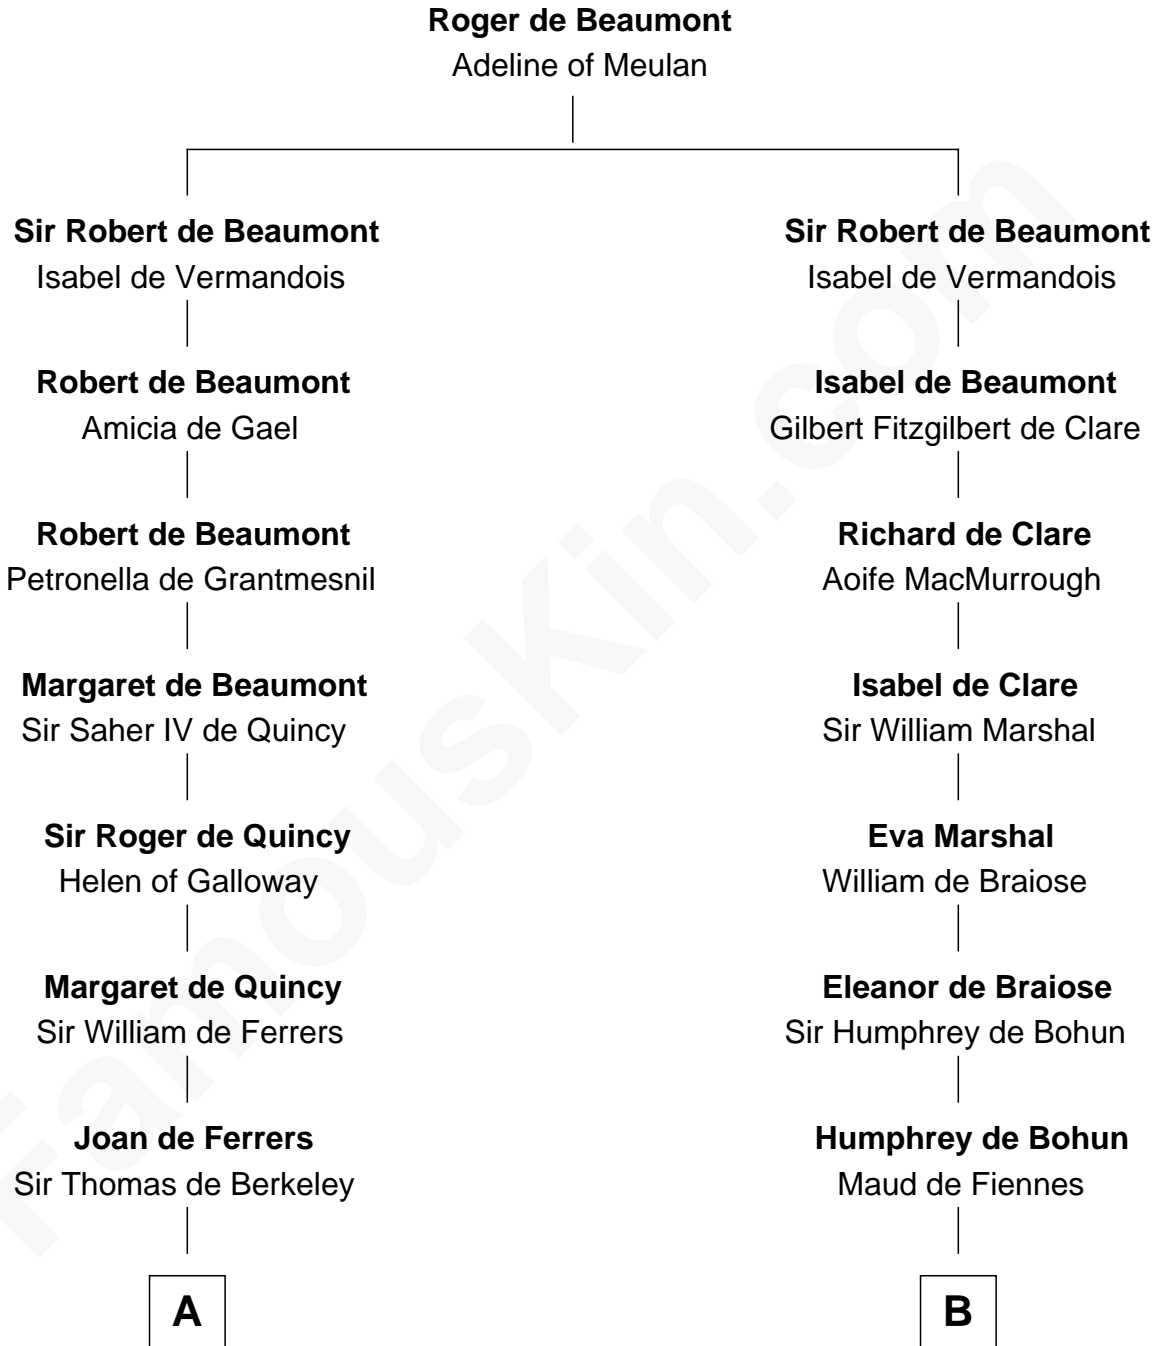 Roger de Beaumont
Adeline of Meulan
Sir Robert de Beaumont
Isabel de Vermandois
Sir Robert de Beaumont
Isabel de Vermandois
Robert de Beaumont
Amicia de Gael
Isabel de Beaumont
Gilbert Fitzgilbert de Clare
Robert de Beaumont
Petronella de Grantmesnil
Richard de Clare
Aoife MacMurrough
Margaret de Beaumont
Sir Saher IV de Quincy
Isabel de Clare
Sir William Marshal
Sir Roger de Quincy
Helen of Galloway
Eva Marshal
William de Braiose
Margaret de Quincy
Sir William de Ferrers
Eleanor de Braiose
Sir Humphrey de Bohun
Joan de Ferrers
Sir Thomas de Berkeley
Humphrey de Bohun
Maud de Fiennes
A
B
FamousKin.com